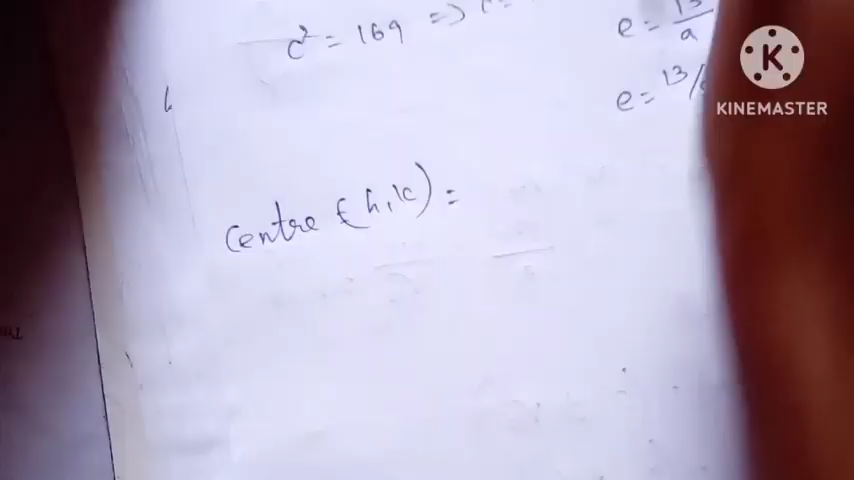 c² = 169 =>
e = 13/a
e = 13/
K
KINEMASTER
centre (h, k) =